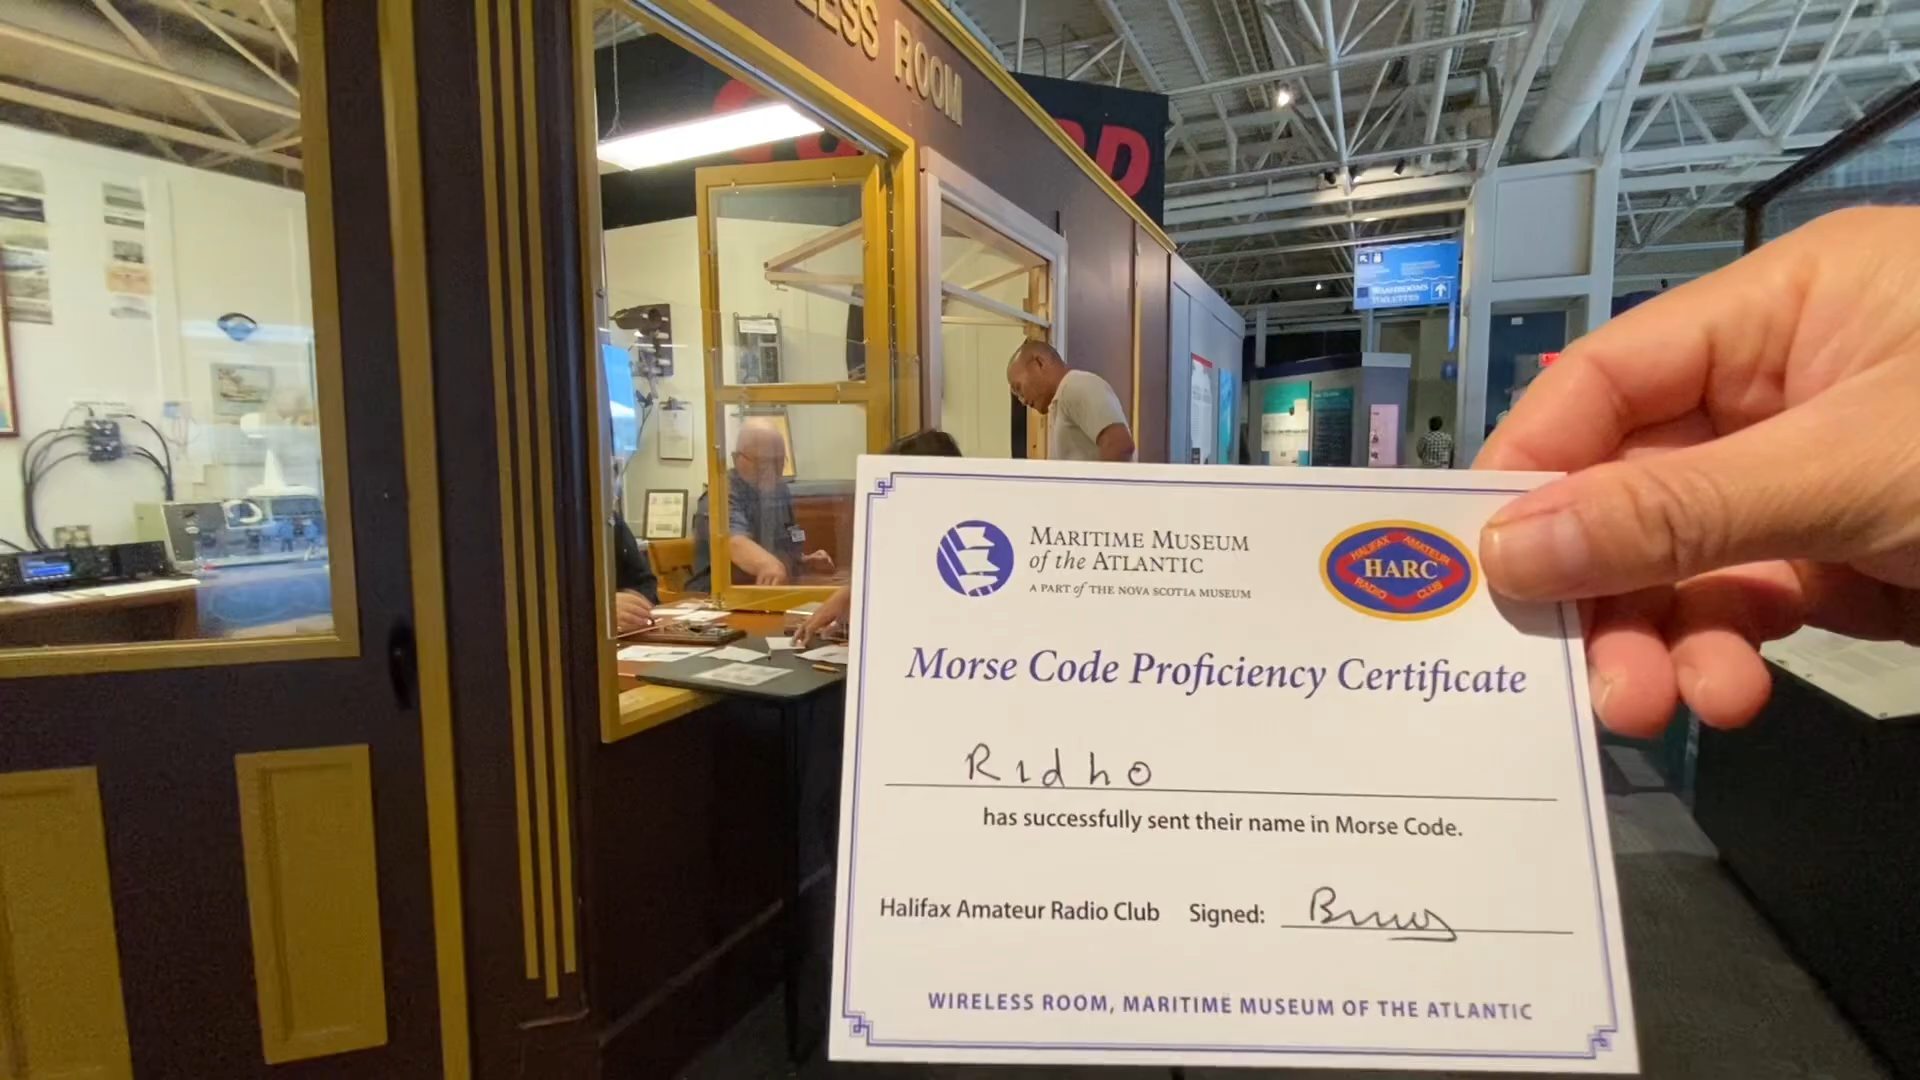 LESS ROOM
WASHROOMS
TOILETTES
MARITIME MUSEUM
of the ATLANTIC
A PART of THE NOVA SCOTIA MUSEUM
HALIFAX AMATEUR
HARC
RADIO CLUB
Morse Code Proficiency Certificate
Ridho
has successfully sent their name in Morse Code.
Halifax Amateur Radio Club Signed:
WIRELESS ROOM, MARITIME MUSEUM OF THE ATLANTIC